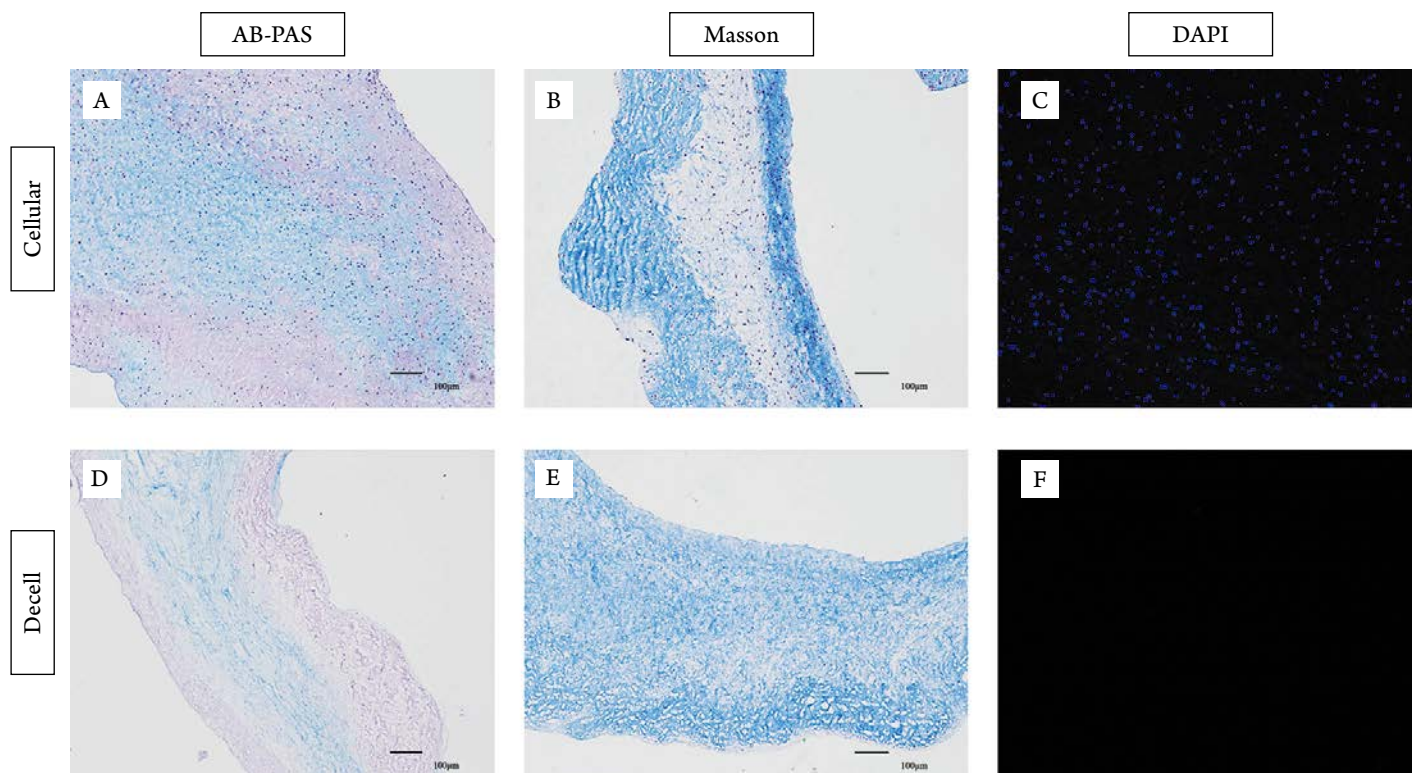 AB-PAS
Masson
DAPI
Cellular
A
B
C
100μm
100μm
Decell
D
E
F
100μm
100μm